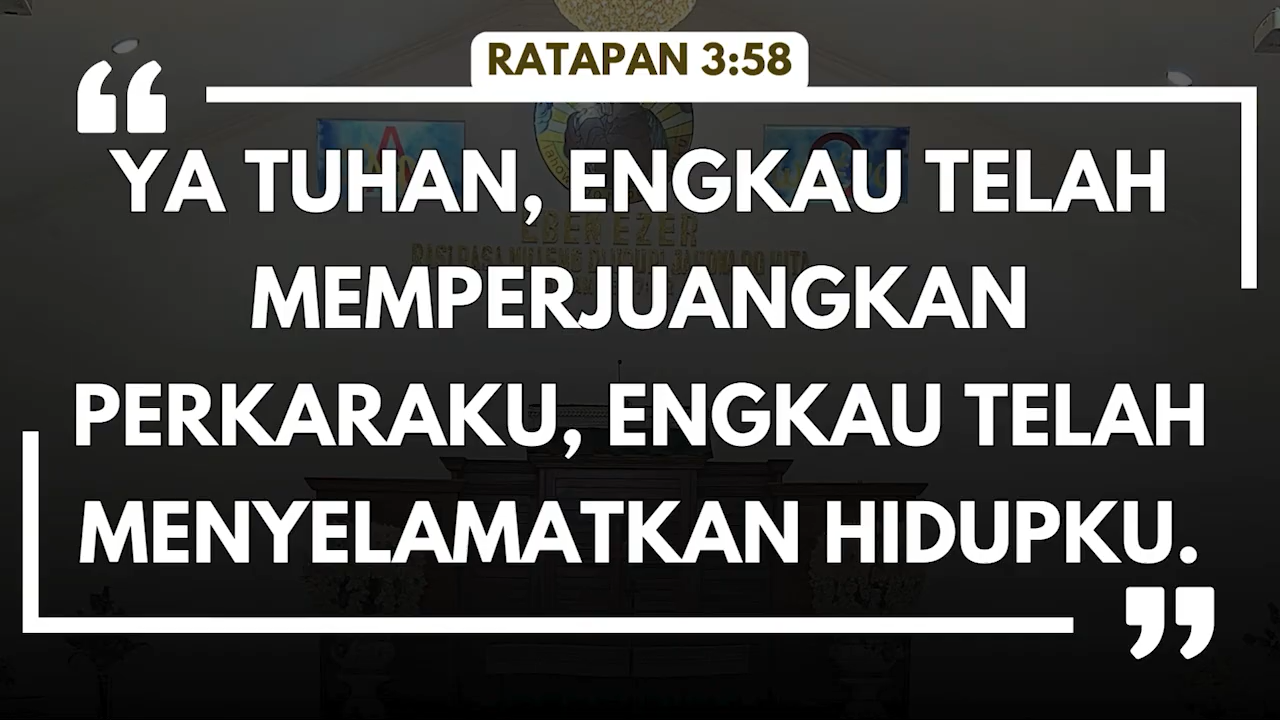 RATAPAN 3:58
“
YA TUHAN, ENGKAU TELAH
MEMPERJUANGKAN
PERKARAKU, ENGKAU TELAH
MENYELAMATKAN HIDUPKU.
”
EBEN EZER